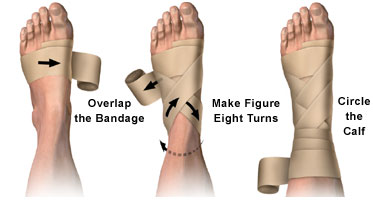 Overlap
the Bandage
Make Figure
Eight Turns
Circle
the
Calf